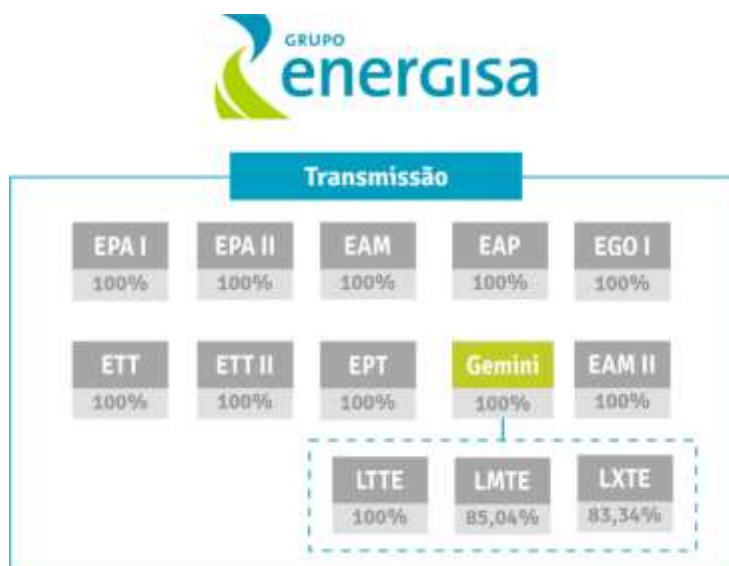 GRUPO
energisa
Transmissão
EPA I EPA II EAM EAP EGO I
100% 100% 100% 100% 100%
ETT ETT II EPT Gemini EAM II
100% 100% 100% 100% 100%
LTTE LMTE LXTE
100% 85,04% 83,34%